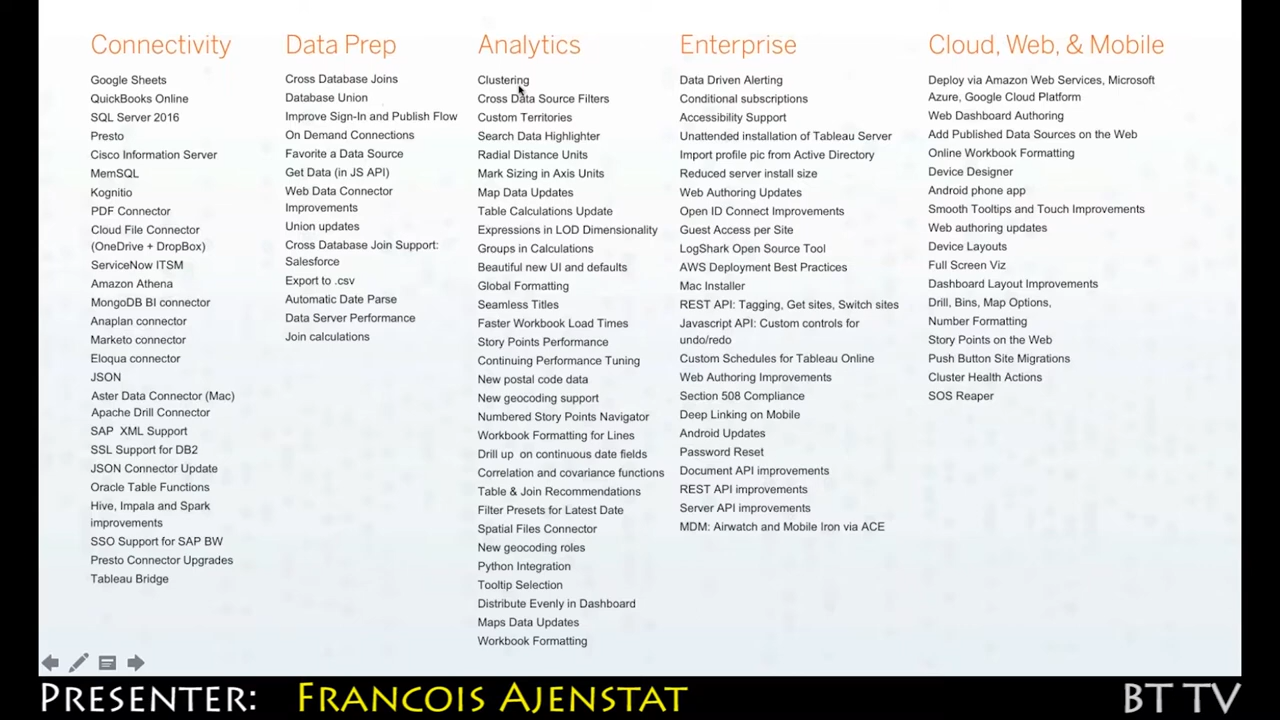 Connectivity
Google Sheets
QuickBooks Online
SQL Server 2016
Presto
Cisco Information Server
MemSQL
Kognitio
PDF Connector
Cloud File Connector
(OneDrive + DropBox)
ServiceNow ITSM
Amazon Athena
MongoDB BI connector
Anaplan connector
Marketo connector
Eloqua connector
JSON
Aster Data Connector (Mac)
Apache Drill Connector
SAP XML Support
SSL Support for DB2
JSON Connector Update
Oracle Table Functions
Hive, Impala and Spark
improvements
SSO Support for SAP BW
Presto Connector Upgrades
Tableau Bridge
Data Prep
Cross Database Joins
Database Union
Improve Sign-In and Publish Flow
On Demand Connections
Favorite a Data Source
Get Data (in JS API)
Web Data Connector
Improvements
Union updates
Cross Database Join Support:
Salesforce
Export to .csv
Automatic Date Parse
Data Server Performance
Join calculations
Analytics
Clustering
Cross Data Source Filters
Custom Territories
Search Data Highlighter
Radial Distance Units
Mark Sizing in Axis Units
Map Data Updates
Table Calculations Update
Expressions in LOD Dimensionality
Groups in Calculations
Beautiful new UI and defaults
Global Formatting
Seamless Titles
Faster Workbook Load Times
Story Points Performance
Continuing Performance Tuning
New postal code data
New geocoding support
Numbered Story Points Navigator
Workbook Formatting for Lines
Drill up on continuous date fields
Correlation and covariance functions
Table & Join Recommendations
Filter Presets for Latest Date
Spatial Files Connector
New geocoding roles
Python Integration
Tooltip Selection
Distribute Evenly in Dashboard
Maps Data Updates
Workbook Formatting
Enterprise
Data Driven Alerting
Conditional subscriptions
Accessibility Support
Unattended installation of Tableau Server
Import profile pic from Active Directory
Reduced server install size
Web Authoring Updates
Open ID Connect Improvements
Guest Access per Site
LogShark Open Source Tool
AWS Deployment Best Practices
Mac Installer
REST API: Tagging, Get sites, Switch sites
Javascript API: Custom controls for
undo/redo
Custom Schedules for Tableau Online
Web Authoring Improvements
Section 508 Compliance
Deep Linking on Mobile
Android Updates
Password Reset
Document API improvements
REST API improvements
Server API improvements
MDM: Airwatch and Mobile Iron via ACE
Cloud, Web, & Mobile
Deploy via Amazon Web Services, Microsoft
Azure, Google Cloud Platform
Web Dashboard Authoring
Add Published Data Sources on the Web
Online Workbook Formatting
Device Designer
Android phone app
Smooth Tooltips and Touch Improvements
Web authoring updates
Device Layouts
Full Screen Viz
Dashboard Layout Improvements
Drill, Bins, Map Options,
Number Formatting
Story Points on the Web
Push Button Site Migrations
Cluster Health Actions
SOS Reaper
Presenter: Francois Ajenstat
BT TV